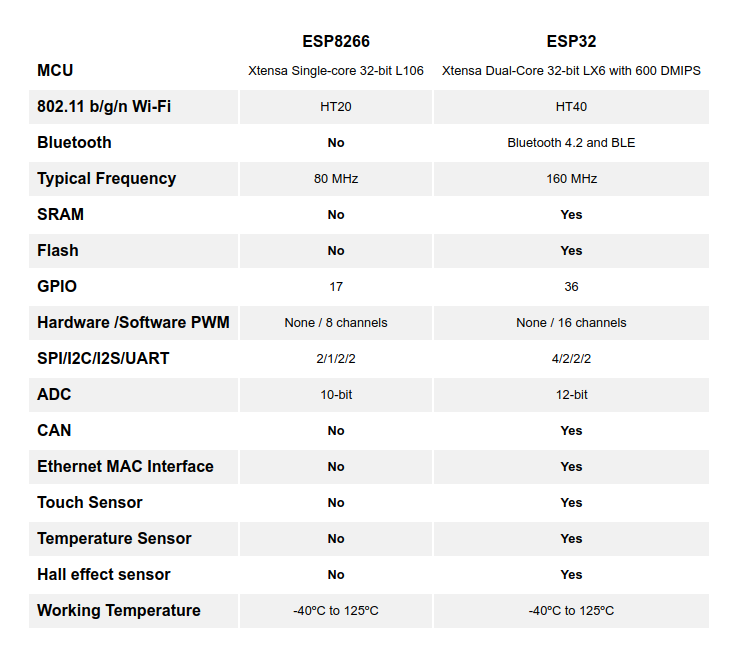 ESP8266 ESP32
MCU Xtensa Single-core 32-bit L106 Xtensa Dual-Core 32-bit LX6 with 600 DMIPS
802.11 b/g/n Wi-Fi HT20 HT40
Bluetooth No Bluetooth 4.2 and BLE
Typical Frequency 80 MHz 160 MHz
SRAM No Yes
Flash No Yes
GPIO 17 36
Hardware /Software PWM None / 8 channels None / 16 channels
SPI/I2C/I2S/UART 2/1/2/2 4/2/2/2
ADC 10-bit 12-bit
CAN No Yes
Ethernet MAC Interface No Yes
Touch Sensor No Yes
Temperature Sensor No Yes
Hall effect sensor No Yes
Working Temperature -40ºC to 125ºC -40ºC to 125ºC